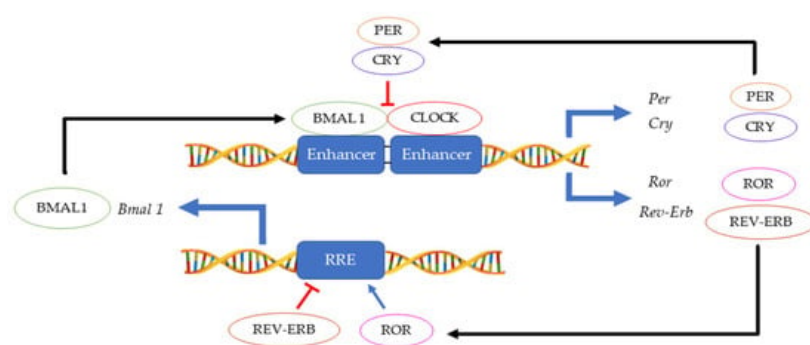 PER
CRY
BMAL1 CLOCK
Enhancer Enhancer
Per
Cry
PER
CRY
Ror
Rev-Erb
ROR
REV-ERB
BMAL1 Bmal 1
RRE
REV-ERB ROR